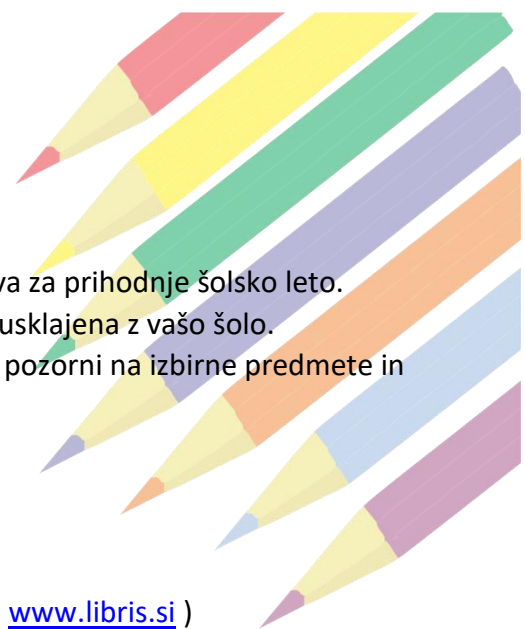 va za prihodnje šolsko leto.
usklajena z vašo šolo.
pozorni na izbirne predmete in
www.libris.si )